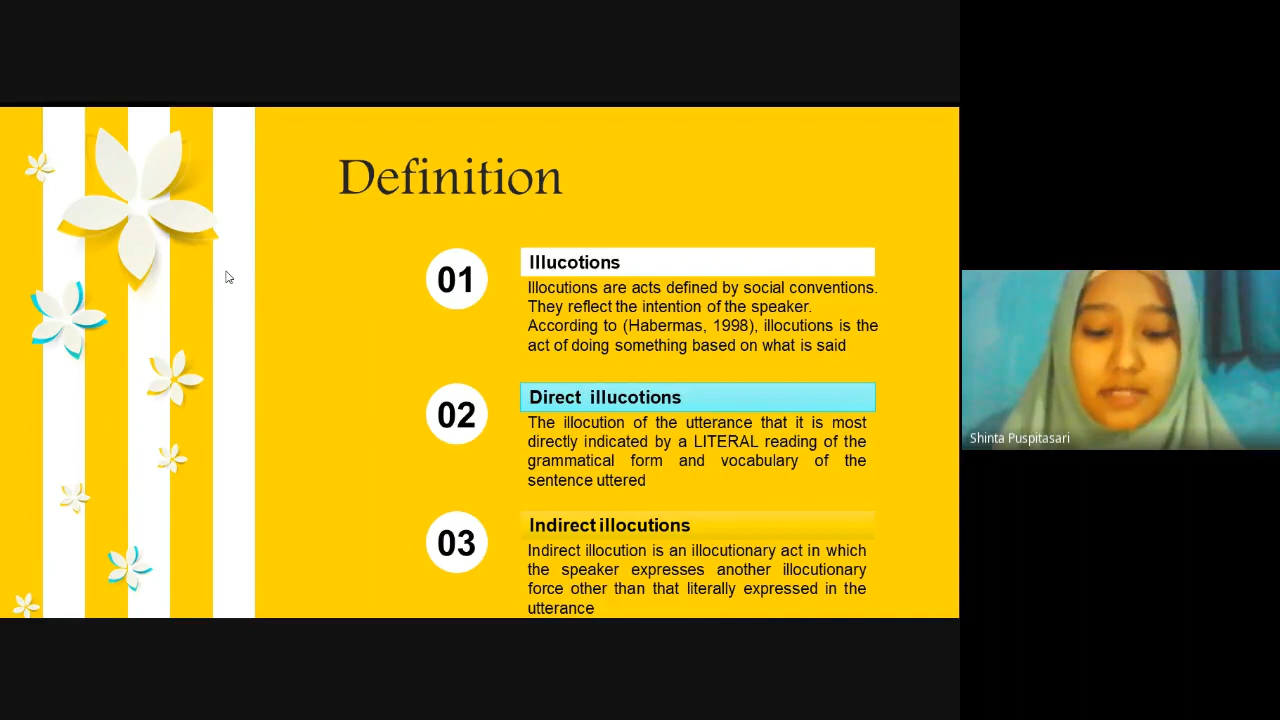 Definition
01
Illucotions
Illocutions are acts defined by social conventions.
They reflect the intention of the speaker.
According to (Habermas, 1998), illocutions is the
act of doing something based on what is said
02
Direct illucotions
The illocution of the utterance that it is most
directly indicated by a LITERAL reading of the
grammatical form and vocabulary of the
sentence uttered
03
Indirect illocutions
Indirect illocution is an illocutionary act in which
the speaker expresses another illocutionary
force other than that literally expressed in the
utterance
Shinta Puspitasari